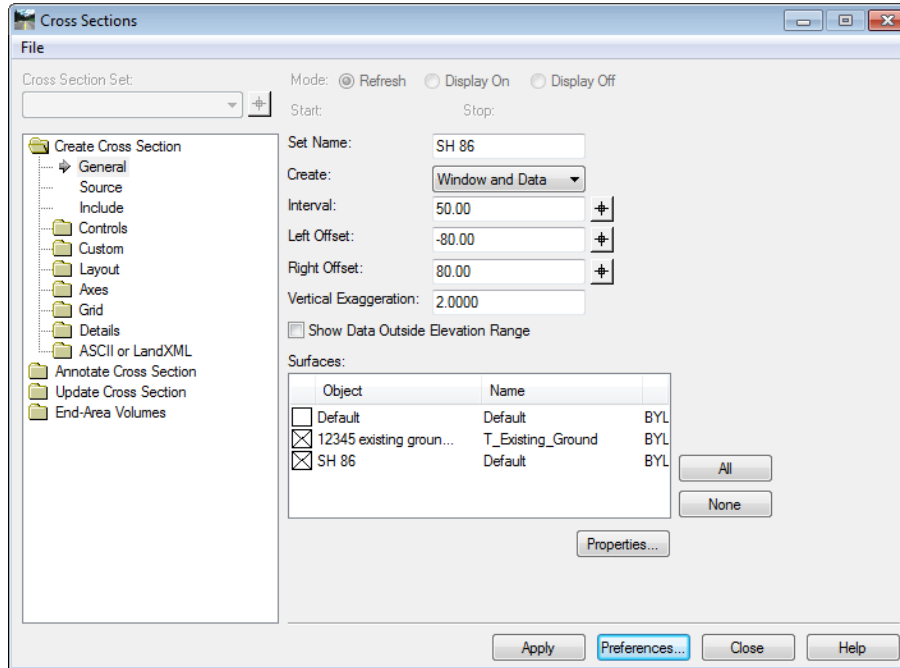 Cross Sections
File
Cross Section Set:
Mode: Refresh Display On Display Off
Start: Stop:
Create Cross Section
General
Source
Include
Controls
Custom
Layout
Axes
Grid
Details
ASCII or LandXML
Annotate Cross Section
Update Cross Section
End-Area Volumes
Set Name: SH 86
Create: Window and Data
Interval: 50.00
Left Offset: -80.00
Right Offset: 80.00
Vertical Exaggeration: 2.0000
Show Data Outside Elevation Range
Surfaces:
Object Name
Default Default BYL
12345 existing groun... T_Existing_Ground BYL
SH 86 Default BYL
All
None
Properties...
Apply Preferences... Close Help